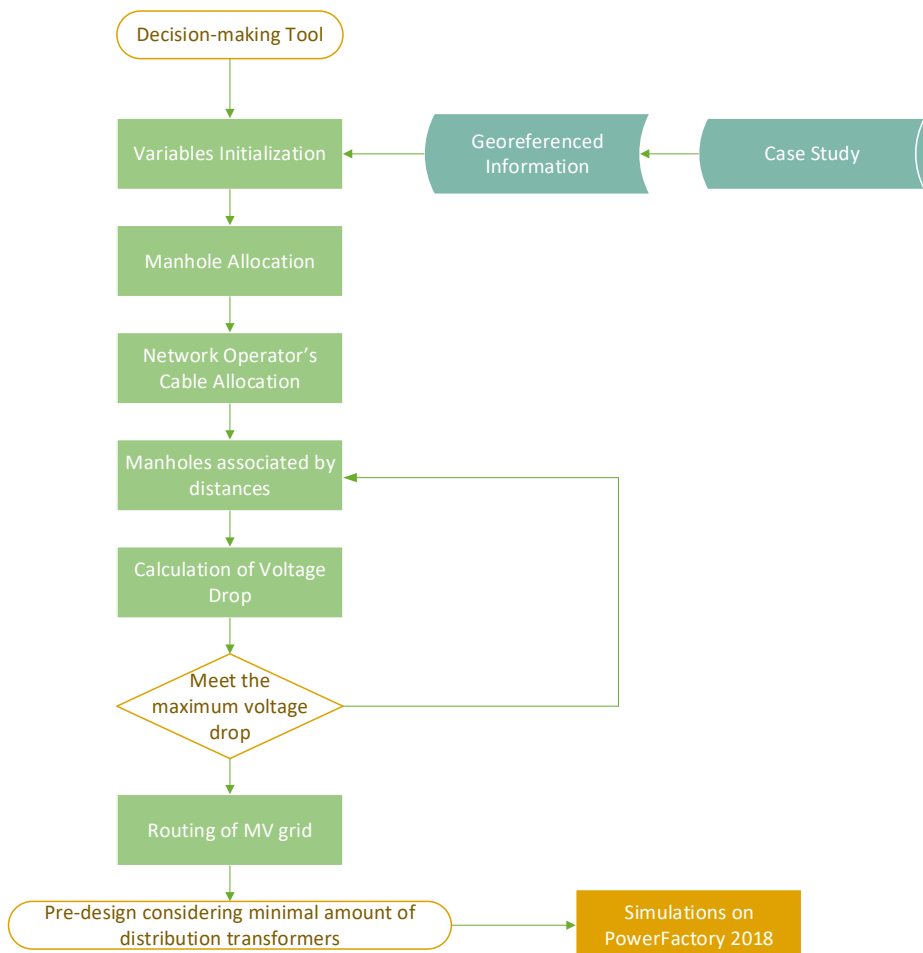 Decision-making Tool
Variables Initialization
Georeferenced
Information
Case Study
Manhole Allocation
Network Operator’s
Cable Allocation
Manholes associated by
distances
Calculation of Voltage
Drop
Meet the
maximum voltage
drop
Routing of MV grid
Pre-design considering minimal amount of
distribution transformers
Simulations on
PowerFactory 2018